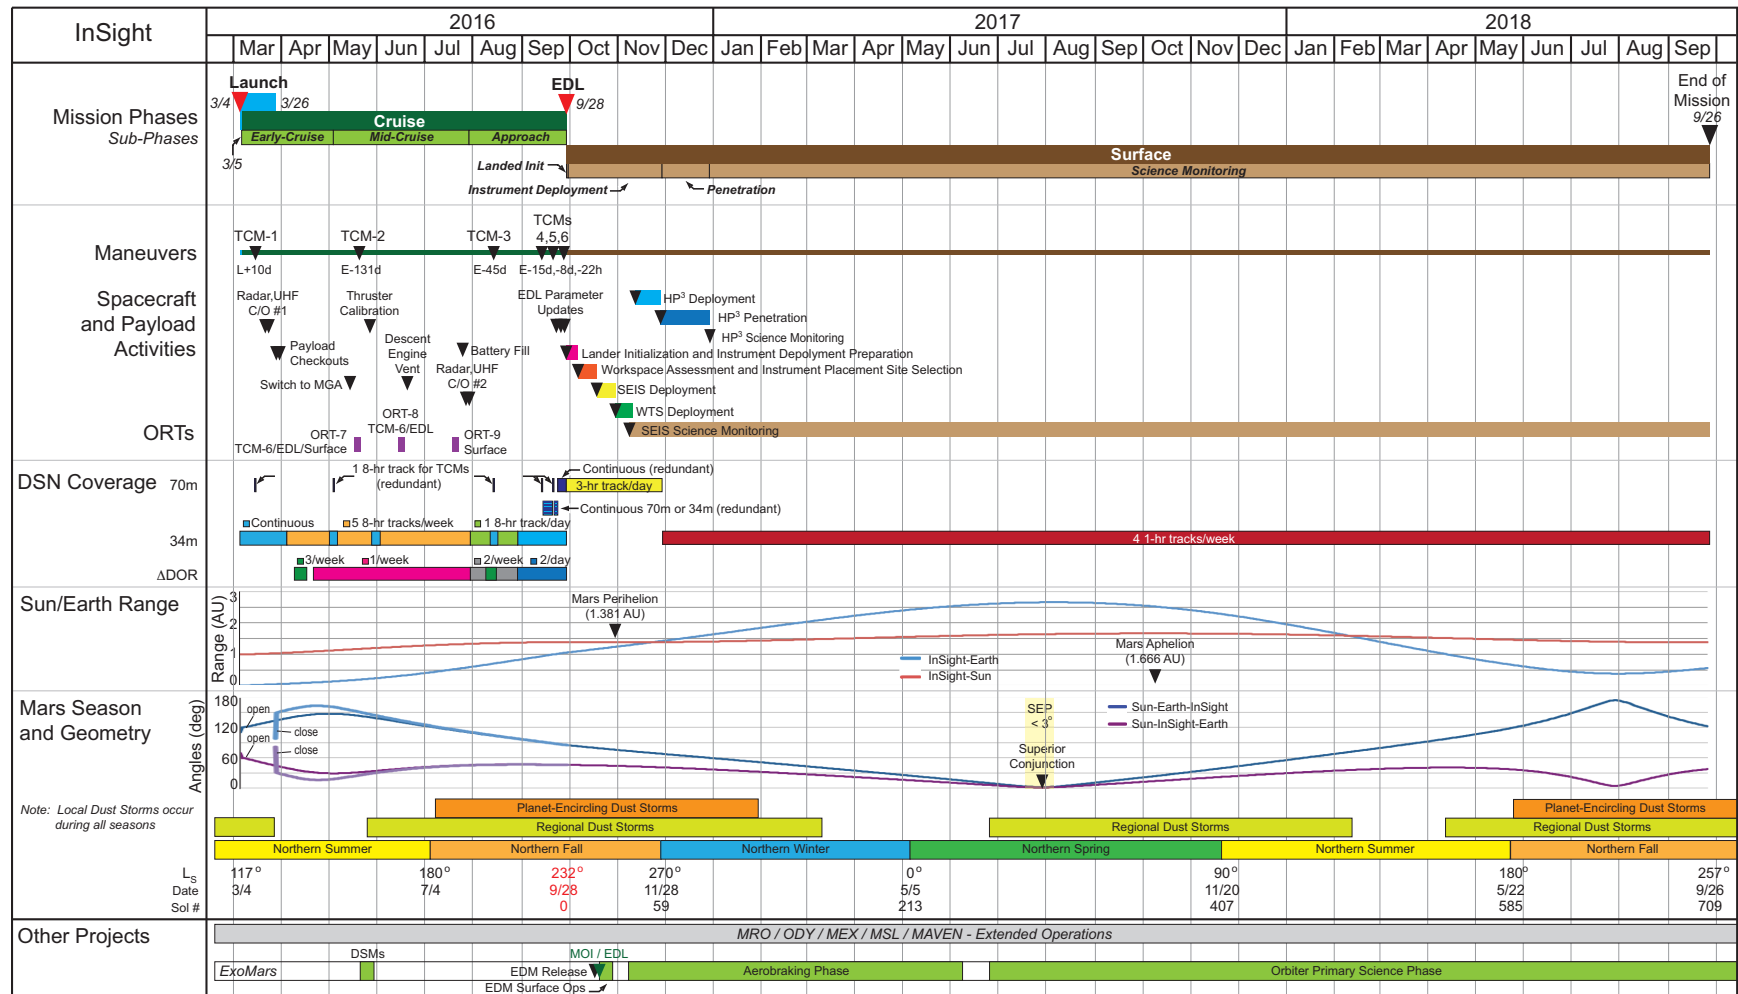 InSight
2016
2017
2018
Mar Apr May Jun Jul Aug Sep Oct Nov Dec Jan Feb Mar Apr May Jun Jul Aug Sep Oct Nov Dec Jan Feb Mar Apr May Jun Jul Aug Sep
Mission Phases
Sub-Phases
Launch
3/4
3/26
EDL
9/28
End of
Mission
9/26
Cruise
Early-Cruise
Mid-Cruise
Approach
3/5
Surface
Landed Init
Science Monitoring
Instrument Deployment
Penetration
Maneuvers
TCM-1
TCM-2
TCM-3
TCMs
4,5,6
L+10d
E-131d
E-45d
E-15d,-8d,-22h
Spacecraft
and Payload
Activities
Radar,UHF
C/O #1
Thruster
Calibration
EDL Parameter
Updates
Payload
Checkouts
Descent
Engine
Vent
Battery Fill
Switch to MGA
Radar,UHF
C/O #2
HP³ Deployment
HP³ Penetration
HP³ Science Monitoring
Lander Initialization and Instrument Depolyment Preparation
Workspace Assessment and Instrument Placement Site Selection
SEIS Deployment
WTS Deployment
SEIS Science Monitoring
ORTs
ORT-7
TCM-6/EDL/Surface
ORT-8
TCM-6/EDL
ORT-9
Surface
DSN Coverage
70m
1 8-hr track for TCMs
(redundant)
Continuous (redundant)
3-hr track/day
Continuous 70m or 34m (redundant)
Continuous
5 8-hr tracks/week
1 8-hr track/day
34m
4 1-hr tracks/week
3/week
1/week
2/week
2/day
ΔDOR
Sun/Earth Range
Range (AU)
3
2
1
0
Mars Perihelion
(1.381 AU)
Mars Aphelion
(1.666 AU)
InSight-Earth
InSight-Sun
Mars Season
and Geometry
Angles (deg)
180
120
60
0
open
close
open
close
SEP
< 3°
Superior
Conjunction
Sun-Earth-InSight
Sun-InSight-Earth
Note: Local Dust Storms occur
during all seasons
Planet-Encircling Dust Storms
Planet-Encircling Dust Storms
Regional Dust Storms
Regional Dust Storms
Regional Dust Storms
Northern Summer
Northern Fall
Northern Winter
Northern Spring
Northern Summer
Northern Fall
LS 117° 180° 232° 270° 0° 90° 180° 257°
Date 3/4 7/4 9/28 11/28 5/5 11/20 5/22 9/26
Sol # 0 59 213 407 585 709
Other Projects
MRO / ODY / MEX / MSL / MAVEN - Extended Operations
DSMs
MOI / EDL
ExoMars
EDM Release
Aerobraking Phase
Orbiter Primary Science Phase
EDM Surface Ops